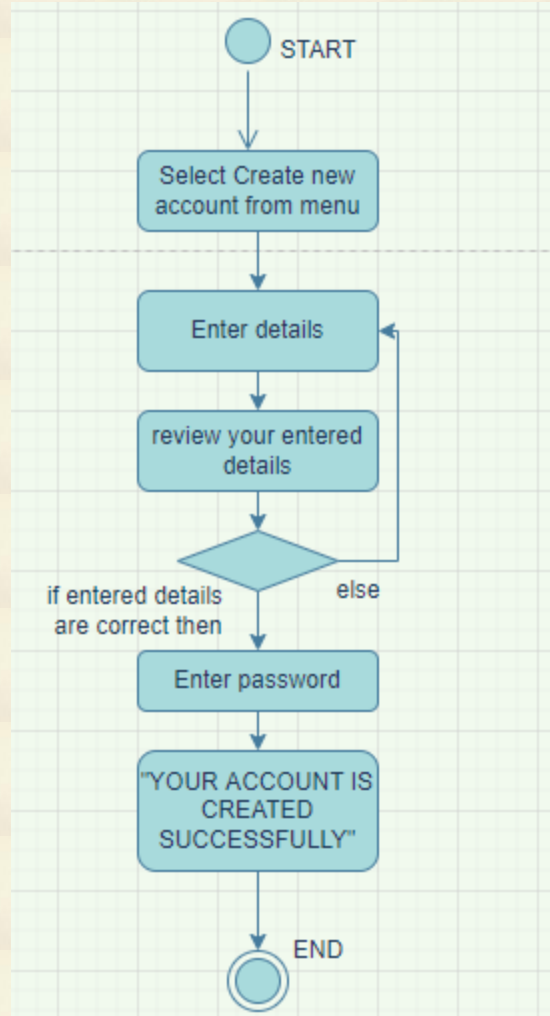 START
Select Create new
account from menu
Enter details
review your entered
details
if entered details
are correct then
else
Enter password
"YOUR ACCOUNT IS
CREATED
SUCCESSFULLY"
END